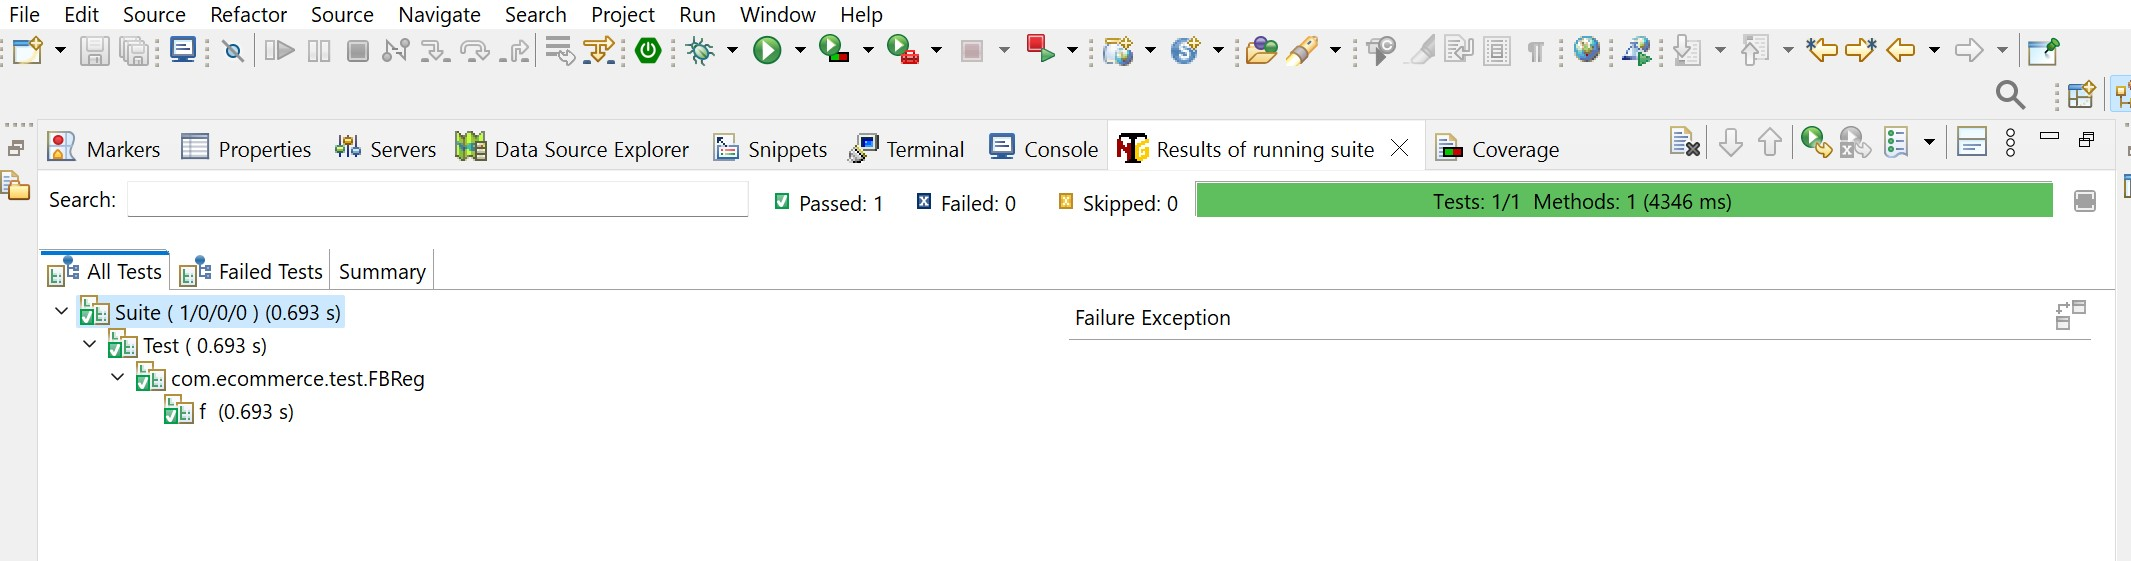 File Edit Source Refactor Source Navigate Search Project Run Window Help
Markers Properties Servers Data Source Explorer Snippets Terminal Console Results of running suite Coverage
Search: Passed: 1 Failed: 0 Skipped: 0 Tests: 1/1 Methods: 1 (4346 ms)
All Tests Failed Tests Summary
Suite ( 1/0/0/0 ) (0.693 s)
Failure Exception
Test ( 0.693 s)
com.ecommerce.test.FBReg
f (0.693 s)